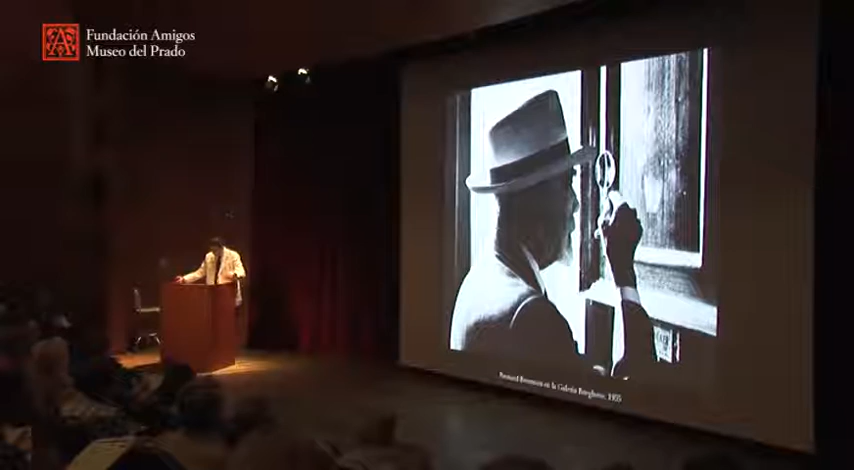 Fundación Amigos
Museo del Prado
Bernard Berenson en la Galería Borghese, 1955